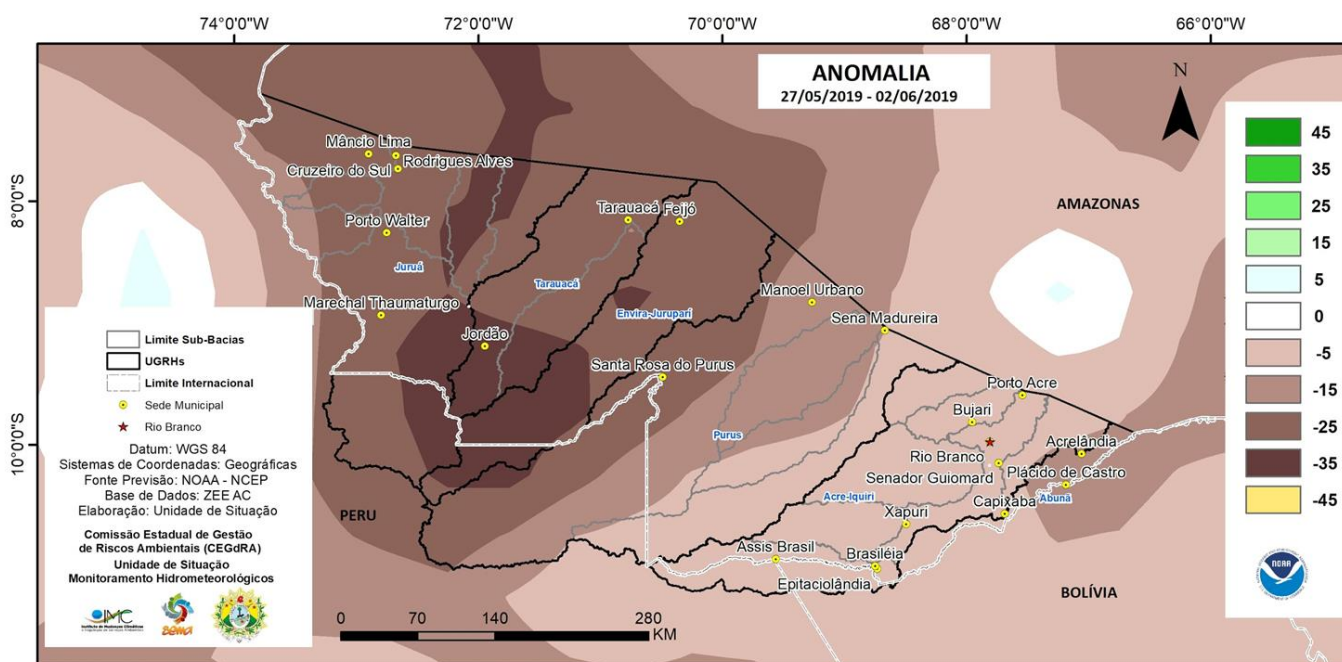 74°0'0"W
72°0'0"W
70°0'0"W
68°0'0"W
66°0'0"W
ANOMALIA
27/05/2019 - 02/06/2019
N
8°0'0"S
10°0'0"S
45
35
25
15
5
0
-5
-15
-25
-35
-45
AMAZONAS
PERU
BOLÍVIA
Mâncio Lima
Rodrigues Alves
Cruzeiro do Sul
Porto Walter
Tarauacá
Feijó
Juruá
Tarauacá
Marechal Thaumaturgo
Jordão
Envira-Juruparí
Manoel Urbano
Sena Madureira
Santa Rosa do Purus
Purus
Porto Acre
Bujari
Rio Branco
Acrelândia
Senador Guiomard
Plácido de Castro
Abunã
Acre-Iquiri
Capixaba
Xapuri
Assis Brasil
Brasiléia
Epitaciolândia
Limite Sub-Bacias
UGRHs
Limite Internacional
Sede Municipal
Rio Branco
Datum: WGS 84
Sistemas de Coordenadas: Geográficas
Fonte Previsão: NOAA - NCEP
Base de Dados: ZEE AC
Elaboração: Unidade de Situação
Comissão Estadual de Gestão
de Riscos Ambientais (CEGdRA)
Unidade de Situação
Monitoramento Hidrometeorológicos
IMC
SEMA
0
70
140
280
KM
NOAA